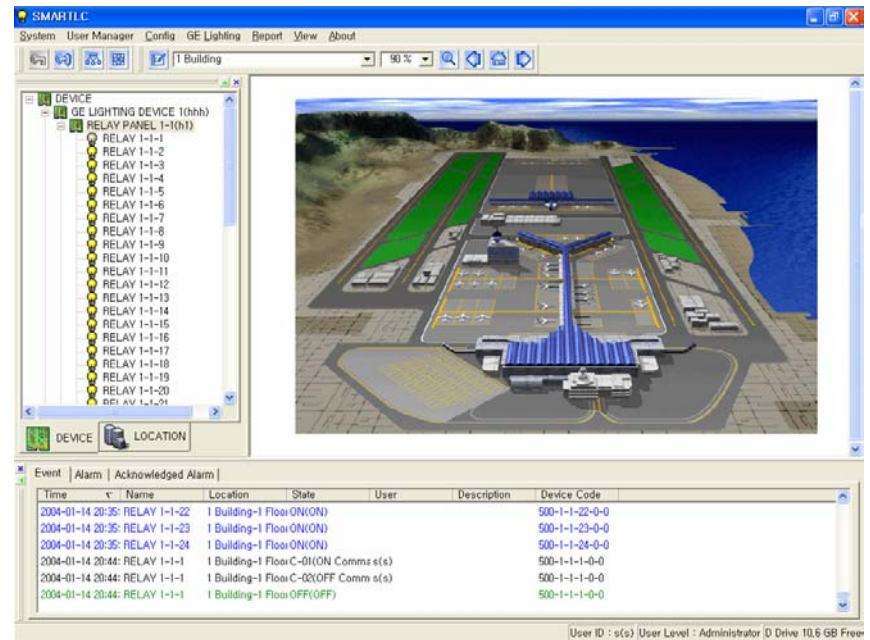 SMARTLC
System User Manager Config GE Lighting Report View About
1 Building 90 %
DEVICE
GE LIGHTING DEVICE 1(hhh)
RELAY PANEL 1-1(h1)
RELAY 1-1-1
RELAY 1-1-2
RELAY 1-1-3
RELAY 1-1-4
RELAY 1-1-5
RELAY 1-1-6
RELAY 1-1-7
RELAY 1-1-8
RELAY 1-1-9
RELAY 1-1-10
RELAY 1-1-11
RELAY 1-1-12
RELAY 1-1-13
RELAY 1-1-14
RELAY 1-1-15
RELAY 1-1-16
RELAY 1-1-17
RELAY 1-1-18
RELAY 1-1-19
RELAY 1-1-20
RELAY 1-1-21
DEVICE LOCATION
Event Alarm Acknowledged Alarm
Time Name Location State User Description Device Code
2004-01-14 20:35: RELAY 1-1-22 1 Building-1 Floor ON(ON) 500-1-1-22-0-0
2004-01-14 20:35: RELAY 1-1-23 1 Building-1 Floor ON(ON) 500-1-1-23-0-0
2004-01-14 20:35: RELAY 1-1-24 1 Building-1 Floor ON(ON) 500-1-1-24-0-0
2004-01-14 20:44: RELAY 1-1-1 1 Building-1 Floor C-01(ON Comma s(s) 500-1-1-1-0-0
2004-01-14 20:44: RELAY 1-1-1 1 Building-1 Floor C-02(OFF Comm s(s) 500-1-1-1-0-0
2004-01-14 20:44: RELAY 1-1-1 1 Building-1 Floor OFF(OFF) 500-1-1-1-0-0
User ID : s(s) User Level : Administrator D Drive 10,6 GB Free